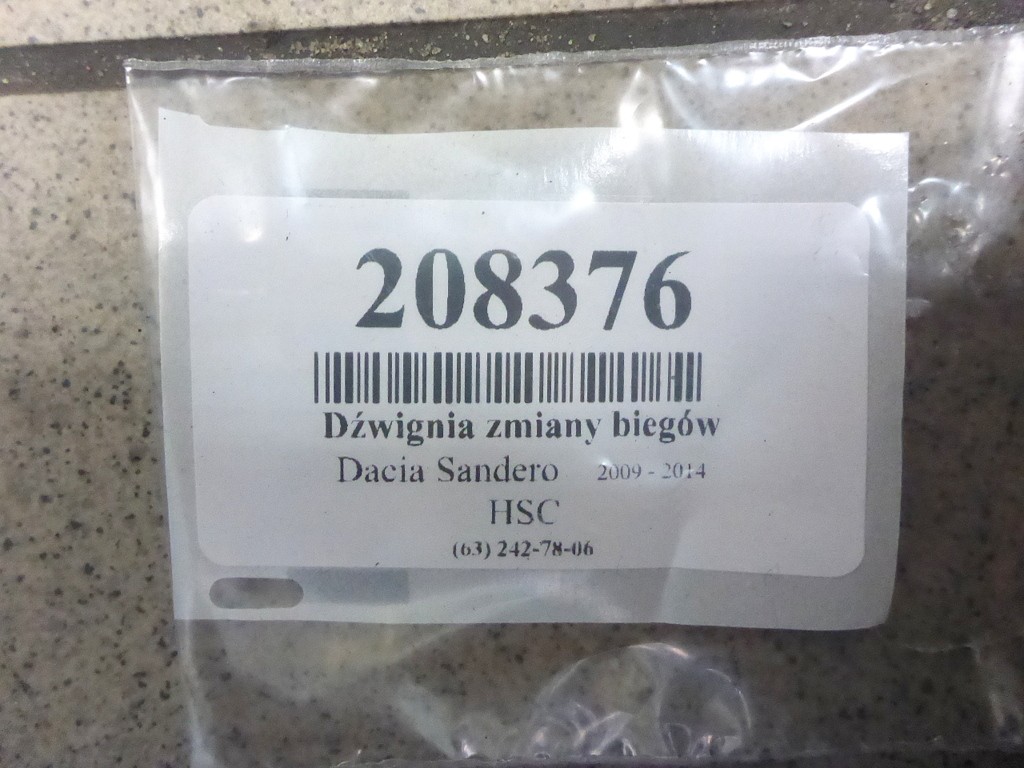 208376
Dźwignia zmiany biegów
Dacia Sandero 2009 - 2014
HSC
(63) 242-78-06